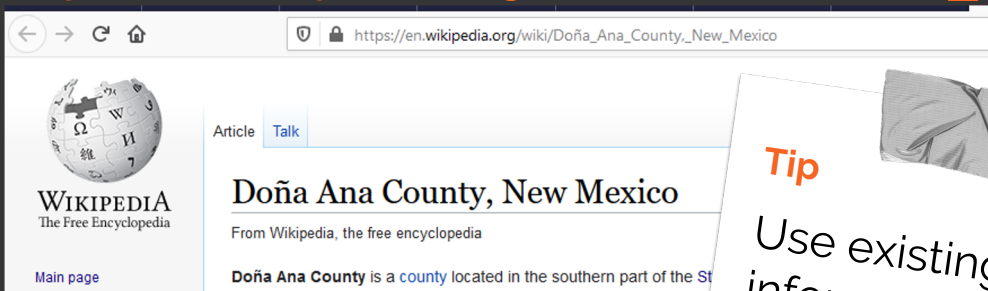 https://en.wikipedia.org/wiki/Doña_Ana_County,_New_Mexico
WIKIPEDIA
The Free Encyclopedia
Main page
Article Talk
Doña Ana County, New Mexico
From Wikipedia, the free encyclopedia
Doña Ana County is a county located in the southern part of the St
Tip
Use existing